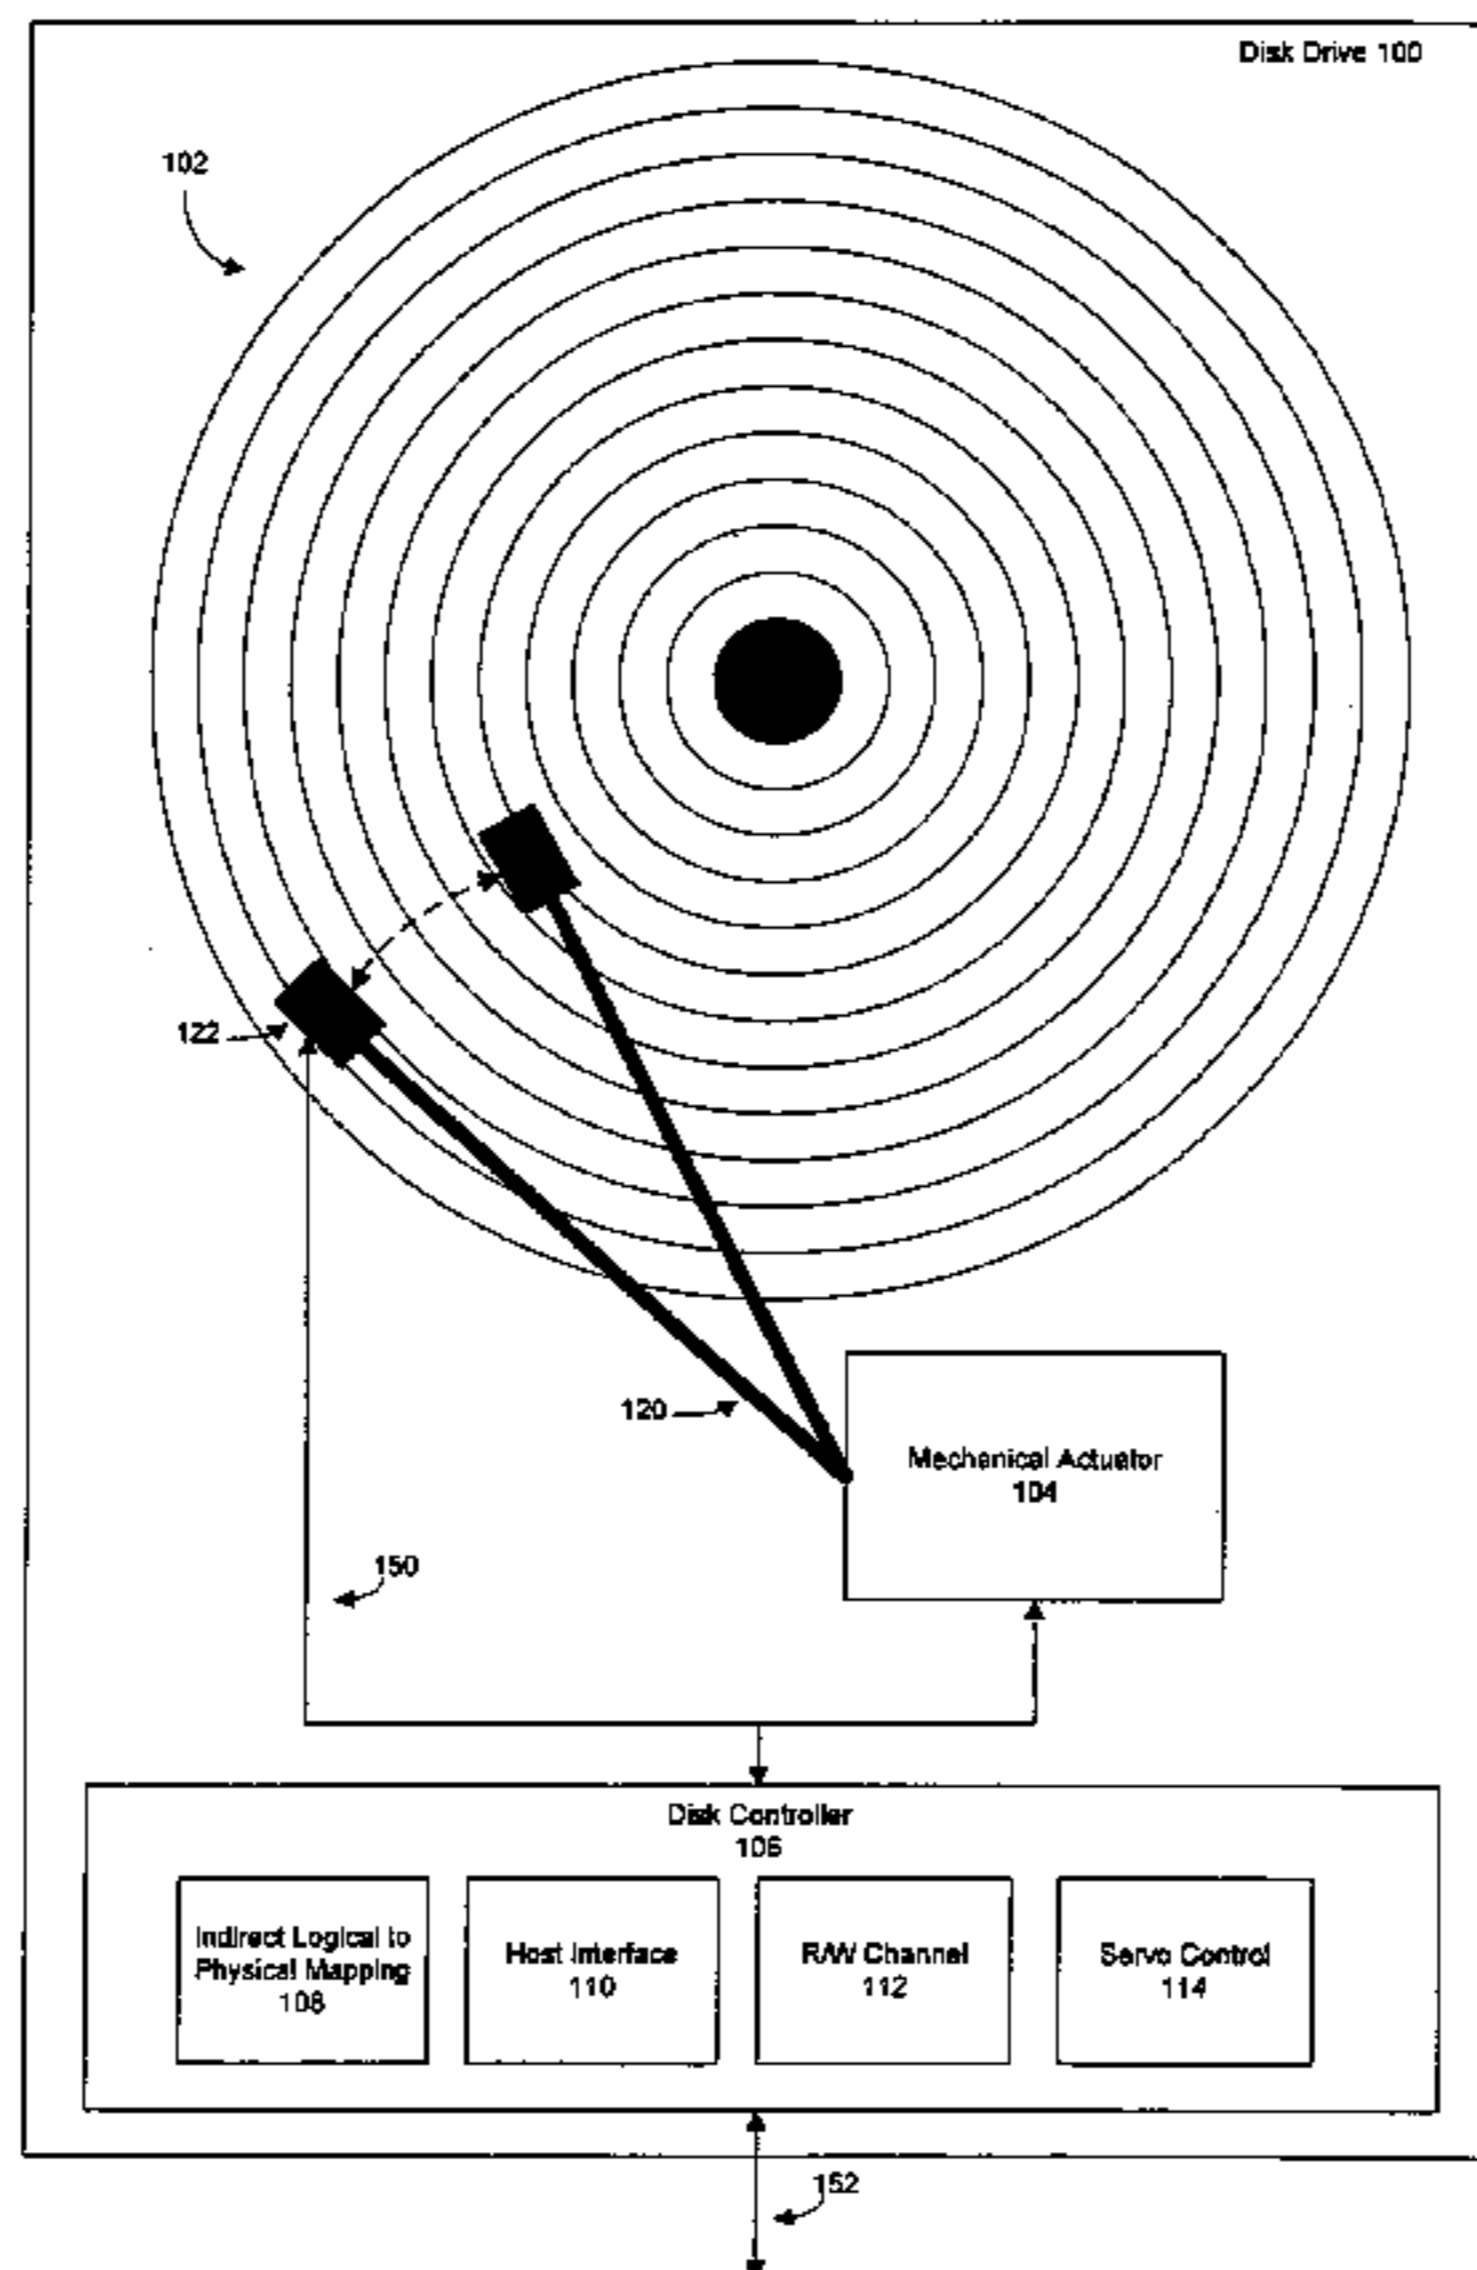 Disk Drive 100
102
122
120
Mechanical Actuator
104
150
Disk Controller
106
Indirect Logical to
Physical Mapping
108
Host Interface
110
R/W Channel
112
Servo Control
114
152